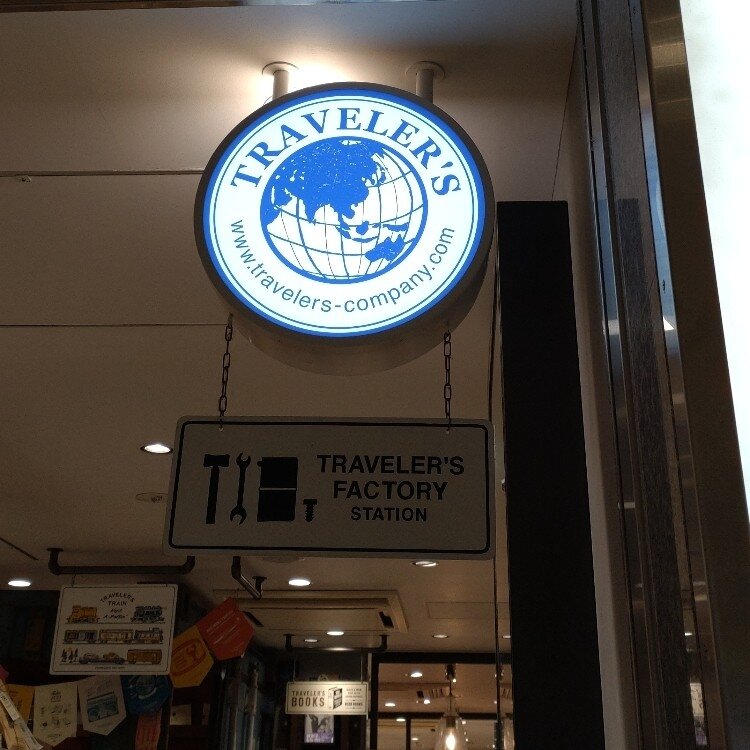 TRAVELER'S
www.travelers-company.com
TRAVELER'S
FACTORY
STATION
TRAVELER'S
TRAIN
TRAVELER'S
BOOKS